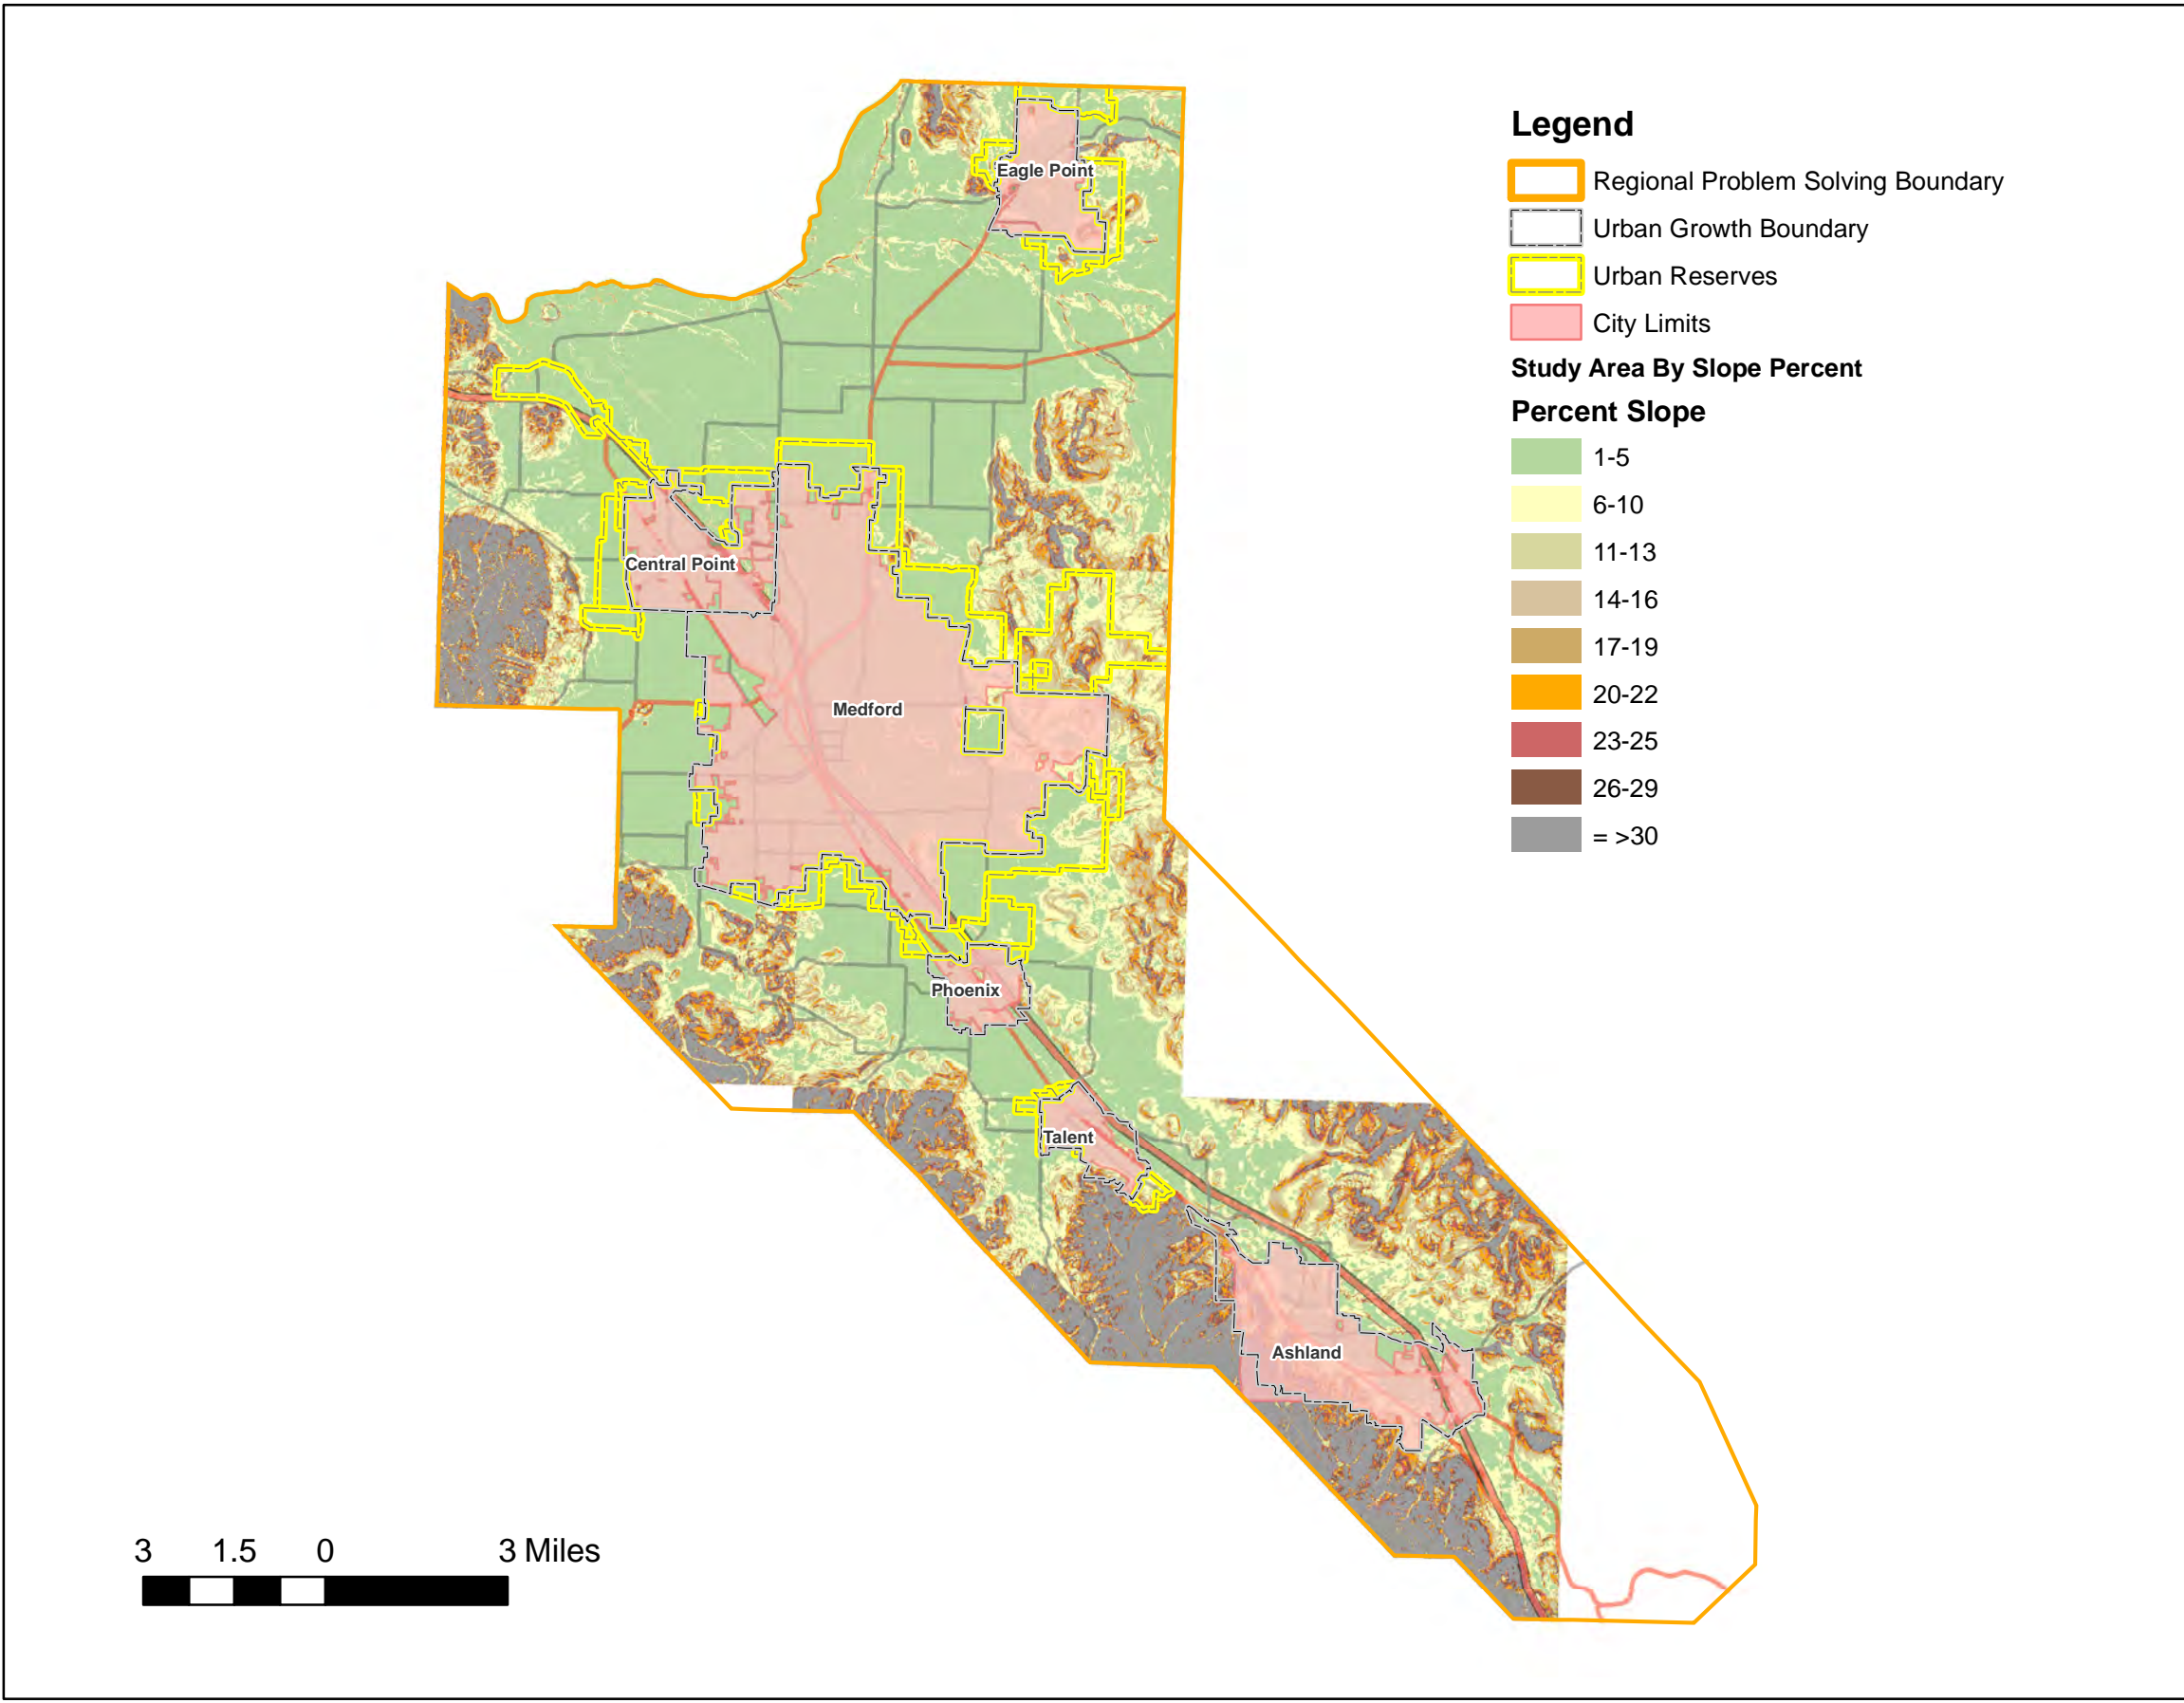 Legend
Regional Problem Solving Boundary
Urban Growth Boundary
Urban Reserves
City Limits
Study Area By Slope Percent
Percent Slope
1-5
6-10
11-13
14-16
17-19
20-22
23-25
26-29
= >30
Eagle Point
Central Point
Medford
Phoenix
Talent
Ashland
3 1.5 0 3 Miles